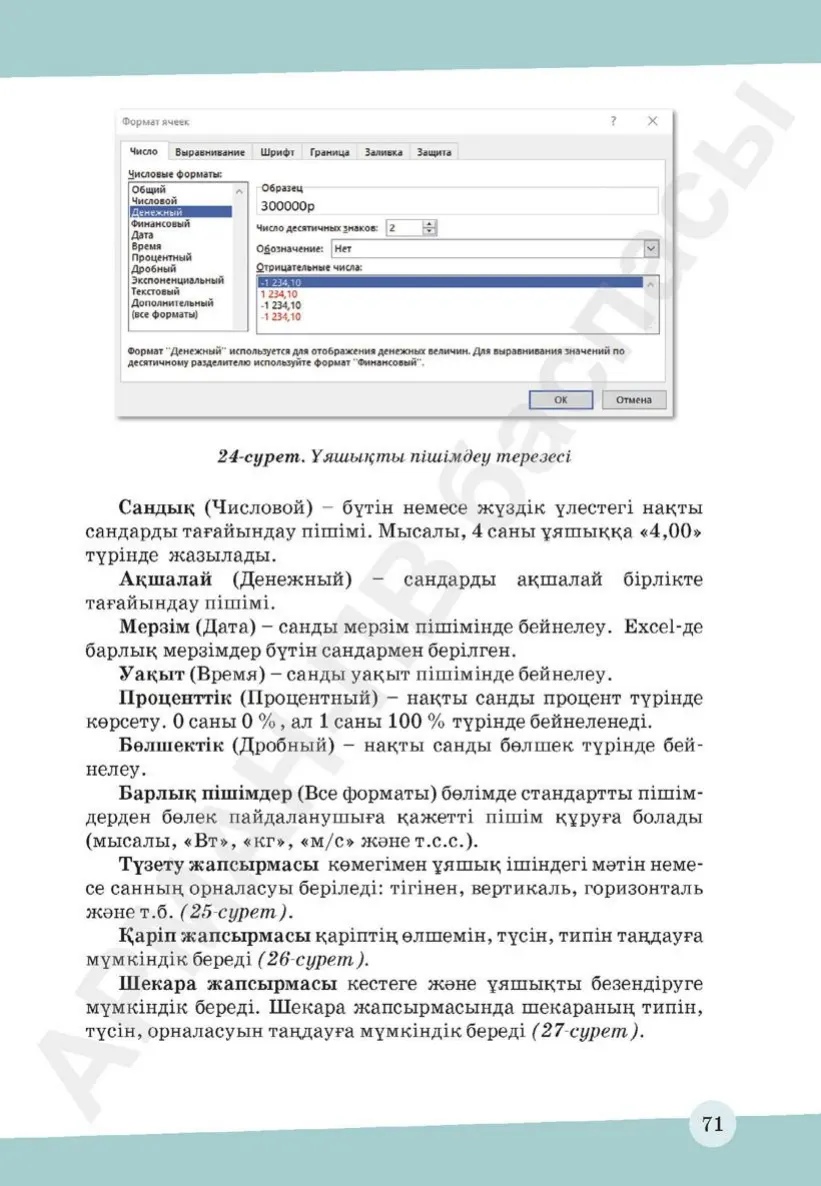 Формат ячеек
Число Выравнивание Шрифт Граница Заливка Защита
Числовые форматы:
Общий
Числовой
Денежный
Финансовый
Дата
Время
Процентный
Дробный
Экспоненциальный
Текстовый
Дополнительный
(все форматы)
Образец
300000р
Число десятичных знаков: 2
Обозначение: Нет
Отрицательные числа:
-1 234,10
1 234,10
-1 234,10
-1 234,10
Формат "Денежный" используется для отображения денежных величин. Для выравнивания значений по
десятичному разделителю используйте формат "Финансовый".
ОК Отмена
24-сурет. Ұяшықты пішімдеу терезесі
Сандық (Числовой) – бүтін немесе жүздік үлестегі нақты
сандарды тағайындау пішімі. Мысалы, 4 саны ұяшыққа «4,00»
түрінде жазылады.
Ақшалай (Денежный) – сандарды ақшалай бірлікте
тағайындау пішімі.
Мерзім (Дата) – санды мерзім пішімінде бейнелеу. Excel-де
барлық мерзімдер бүтін сандармен берілген.
Уақыт (Время) – санды уақыт пішімінде бейнелеу.
Проценттік (Процентный) – нақты санды процент түрінде
көрсету. 0 саны 0 % , ал 1 саны 100 % түрінде бейнеленеді.
Бөлшектік (Дробный) – нақты санды бөлшек түрінде бей-
нелеу.
Барлық пішімдер (Все форматы) бөлімде стандартты пішім-
дерден бөлек пайдаланушыға қажетті пішім құруға болады
(мысалы, «Вт», «кг», «м/с» және т.с.с.).
Түзету жапсырмасы көмегімен ұяшық ішіндегі мәтін неме-
се санның орналасуы беріледі: тігінен, вертикаль, горизонталь
және т.б. (25-сурет).
Қаріп жапсырмасы қаріптің өлшемін, түсін, типін таңдауға
мүмкіндік береді (26-сурет).
Шекара жапсырмасы кестеге және ұяшықты безендіруге
мүмкіндік береді. Шекара жапсырмасында шекараның типін,
түсін, орналасуын таңдауға мүмкіндік береді (27-сурет).
71
АРМАН-ПВ баспасы